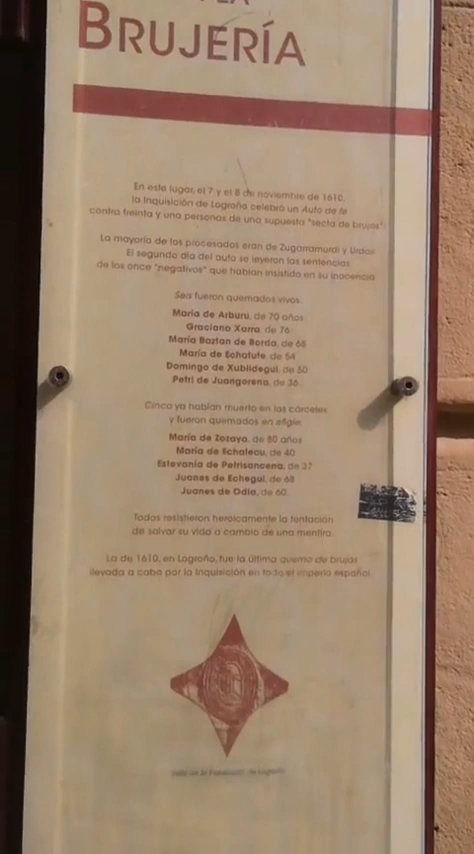 LA
BRUJERÍA
En este lugar, el 7 y el 8 de noviembre de 1610,
la Inquisición de Logroño celebró un Auto de fe
contra treinta y una personas de una supuesta "secta de brujos".
La mayoría de los procesados eran de Zugarramurdi y Urdax
El segundo día del auto se leyeron las sentencias
de los once "negativos" que habían insistido en su inocencia
Seis fueron quemados vivos:
María de Arburu, de 70 años
Graciana Xarra, de 76
María Baztan de Borda, de 68
María de Echatute, de 54
Domingo de Xubildegui, de 50
Petri de Juangorena, de 36
Cinco ya habían muerto en las cárceles
y fueron quemados en efigie:
María de Zozaya, de 80 años
María de Echalecu, de 40
Estevanía de Petrisancena, de 37
Juanes de Echegui, de 68
Juanes de Odia, de 60
Todos resistieron heroicamente la tentación
de salvar su vida a cambio de una mentira.
La de 1610, en Logroño, fue la última quema de brujas
llevada a cabo por la Inquisición en todo el imperio español.
de la Inquisición de Logroño